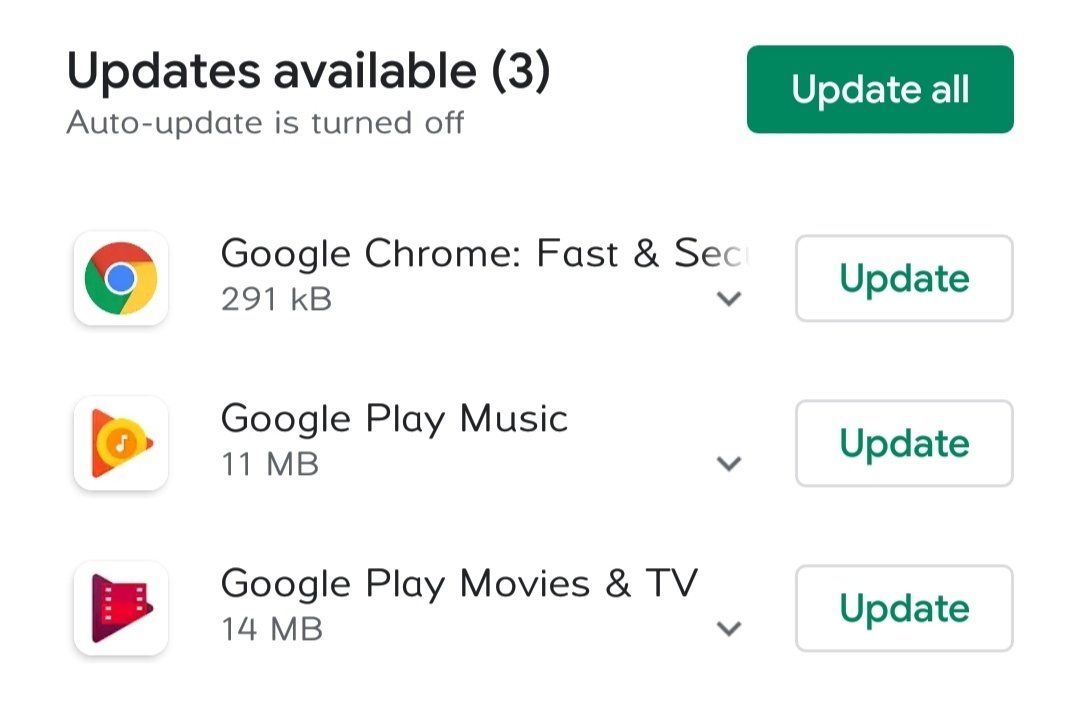 Updates available (3)
Update all
Auto-update is turned off
Google Chrome: Fast &
291 kB
Update
Google Play Music
11 MB
Update
Google Play Movies & TV
14 MB
Update